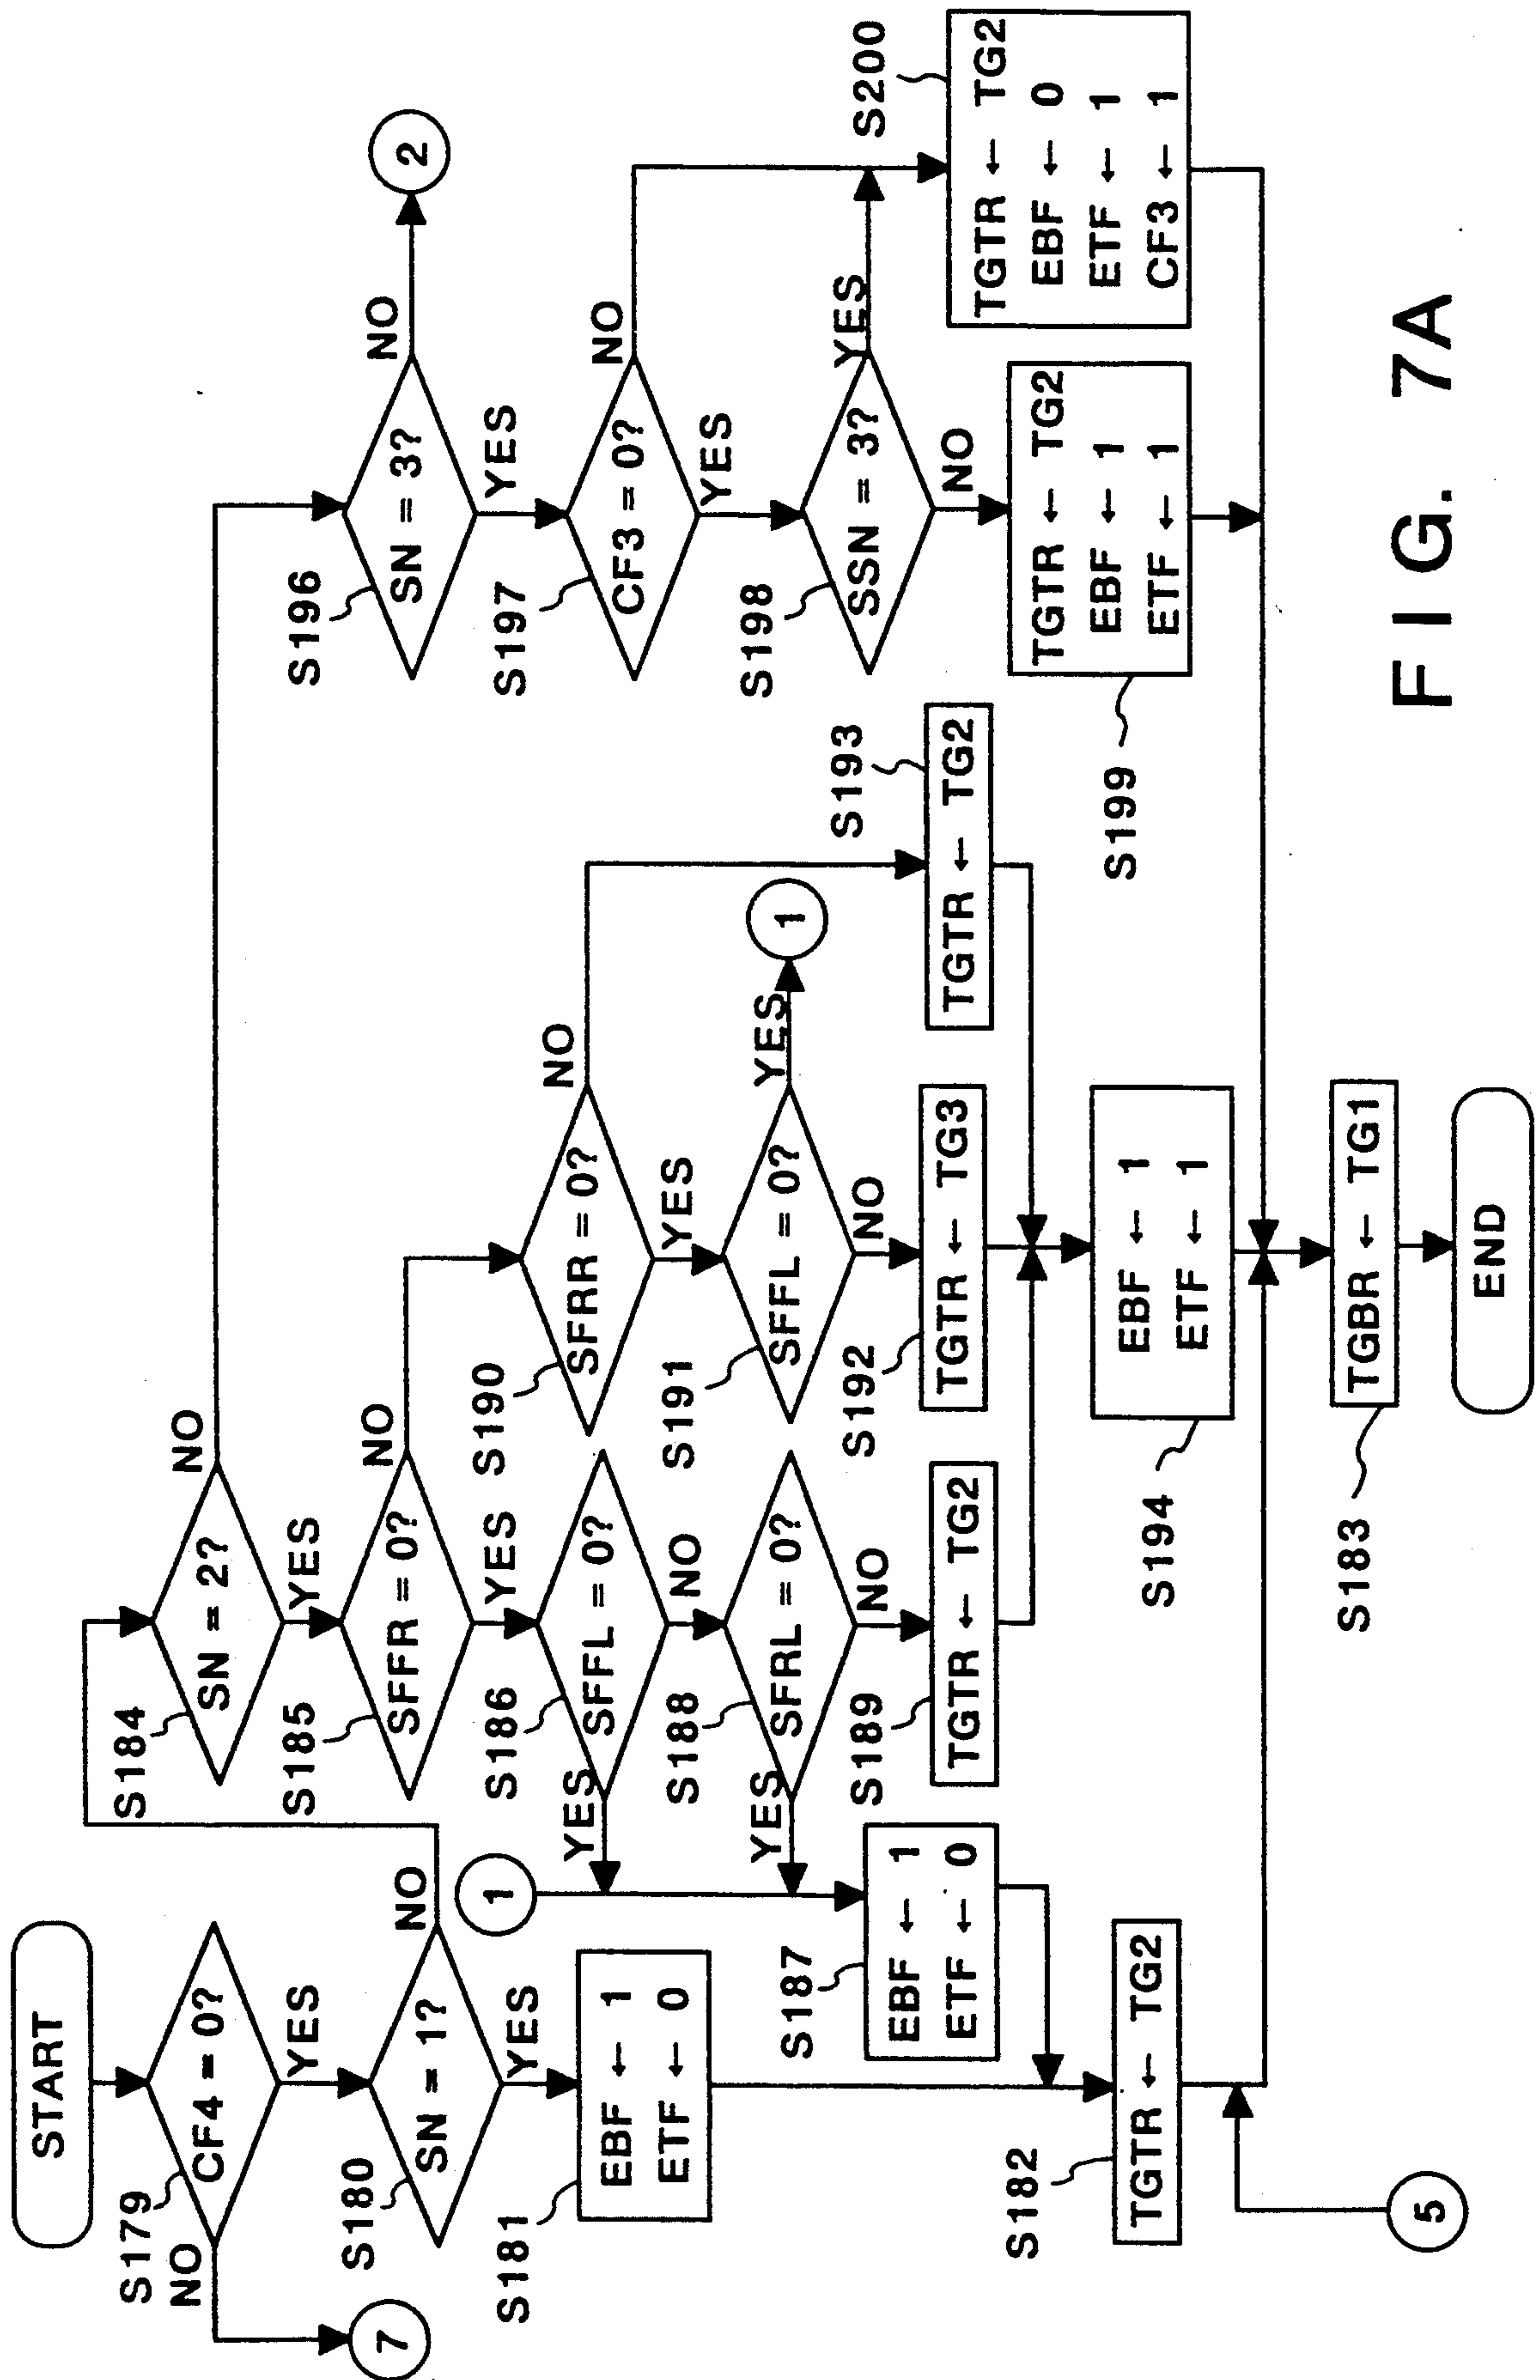 START
S179
CF4 = 0?
NO
YES
7
S180
SN = 1?
NO
YES
S181
EBF ← 1
ETF ← 0
S182
TGTR ← TG2
5
S184
SN = 2?
NO
YES
S185
SFFR = 0?
NO
YES
S186
SFFL = 0?
YES
NO
1
S187
EBF ← 1
ETF ← 0
S188
SFRL = 0?
YES
NO
S189
TGTR ← TG2
S190
SFRR = 0?
NO
YES
S191
SFFL = 0?
YES
1
NO
S192
TGTR ← TG3
S193
TGTR ← TG2
S194
EBF ← 1
ETF ← 1
S183
TGBR ← TG1
END
S196
SN = 3?
NO
2
YES
S197
CF3 = 0?
NO
YES
S198
SSN = 3?
YES
NO
S199
TGTR ← TG2
EBF ← 1
ETF ← 1
S200
TGTR ← TG2
EBF ← 0
ETF ← 1
CF3 ← 1
FIG. 7A